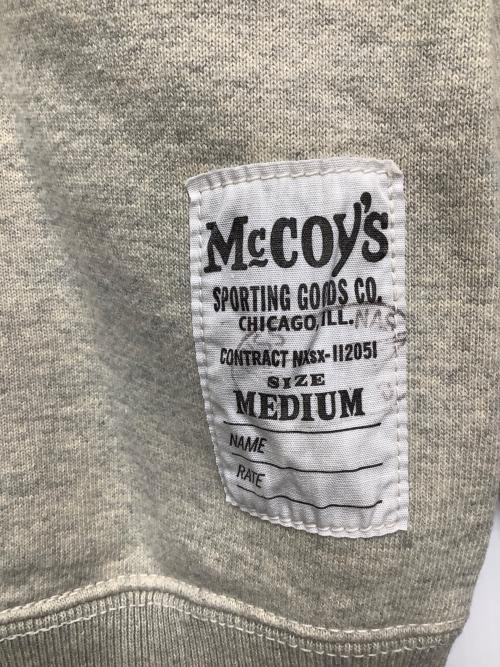 McCOY'S
SPORTING GOODS CO.
CHICAGO, ILL.
CONTRACT NXSX-112051
SIZE
MEDIUM
NAME
RATE